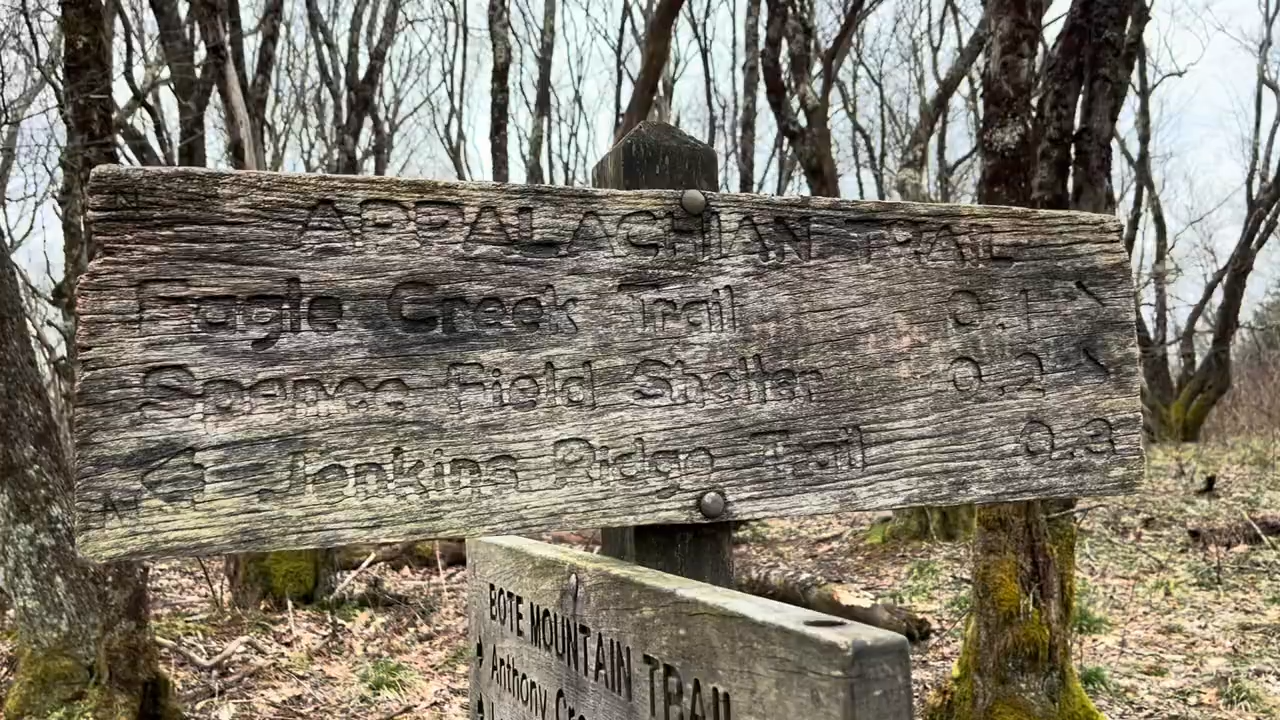 APPALACHIAN TRAIL
Eagle Creek Trail 0.1
Spence Field Shelter 0.2
Jenkins Ridge Trail 0.3
BOTE MOUNTAIN TRAIL
Anthony